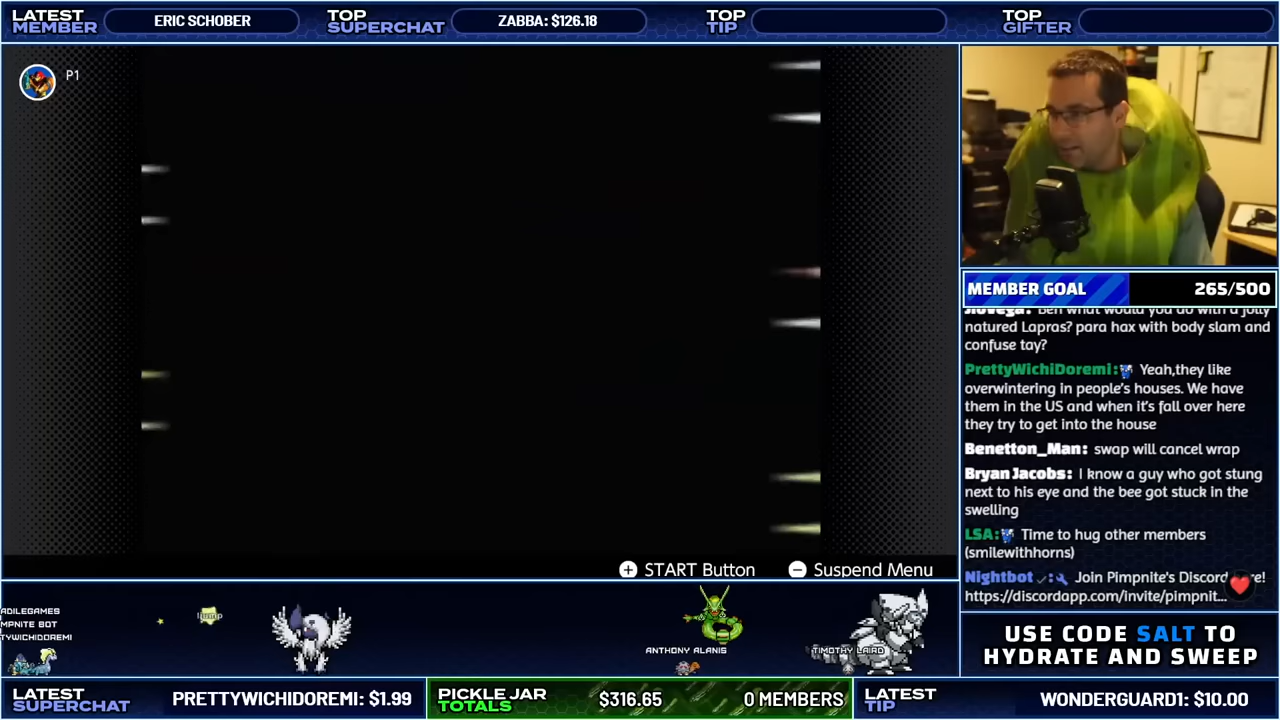 LATEST MEMBER ERIC SCHOBER
TOP SUPERCHAT ZABBA: $126.18
TOP TIP
TOP GIFTER
P1
MEMBER GOAL 265/500
natured Lapras? para hax with body slam and
confuse tay?
PrettyWichiDoremi: Yeah,they like
overwintering in people's houses. We have
them in the US and when it's fall over here
they try to get into the house
Benetton_Man: swap will cancel wrap
Bryan Jacobs: I know a guy who got stung
next to his eye and the bee got stuck in the
swelling
LSA: Time to hug other members
(smilewithhorns)
Nightbot ✓: Join Pimpnite's Discord
https://discordapp.com/invite/pimpnit...
+ START Button − Suspend Menu
ADILEGAMES
MPNITE BOT
TYWICHIDOREMI
ANTHONY ALANIS
TIMOTHY LAIRD
USE CODE SALT TO
HYDRATE AND SWEEP
LATEST SUPERCHAT PRETTYWICHIDOREMI: $1.99
PICKLE JAR TOTALS $316.65 0 MEMBERS
LATEST TIP WONDERGUARD1: $10.00